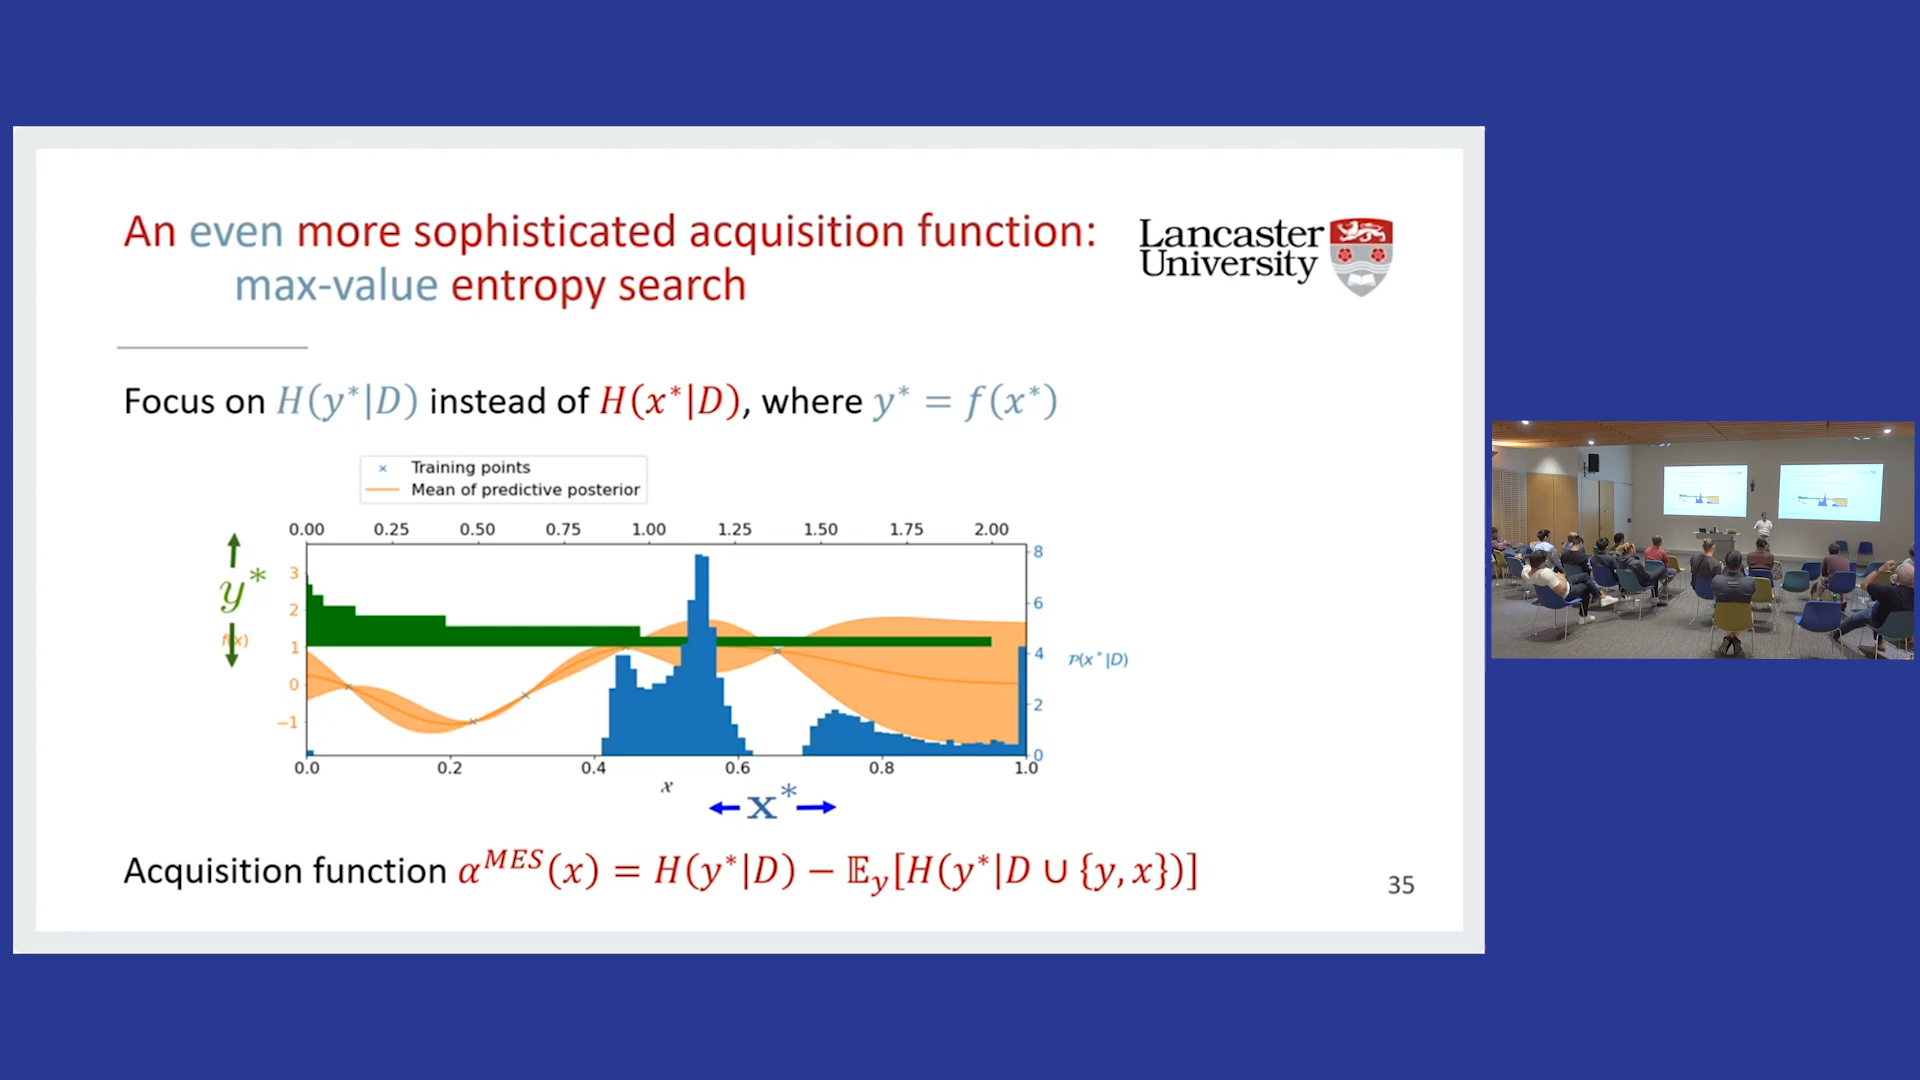 An even more sophisticated acquisition function:
max-value entropy search
Lancaster
University
Focus on H(y*|D) instead of H(x*|D), where y* = f(x*)
Training points
Mean of predictive posterior
0.00 0.25 0.50 0.75 1.00 1.25 1.50 1.75 2.00
y*
f(x)
3
2
1
0
−1
8
6
4
2
0
P(x*|D)
0.0 0.2 0.4 0.6 0.8 1.0
x
x*
Acquisition function α^MES(x) = H(y*|D) − 𝔼_y[H(y*|D ∪ {y, x})]
35